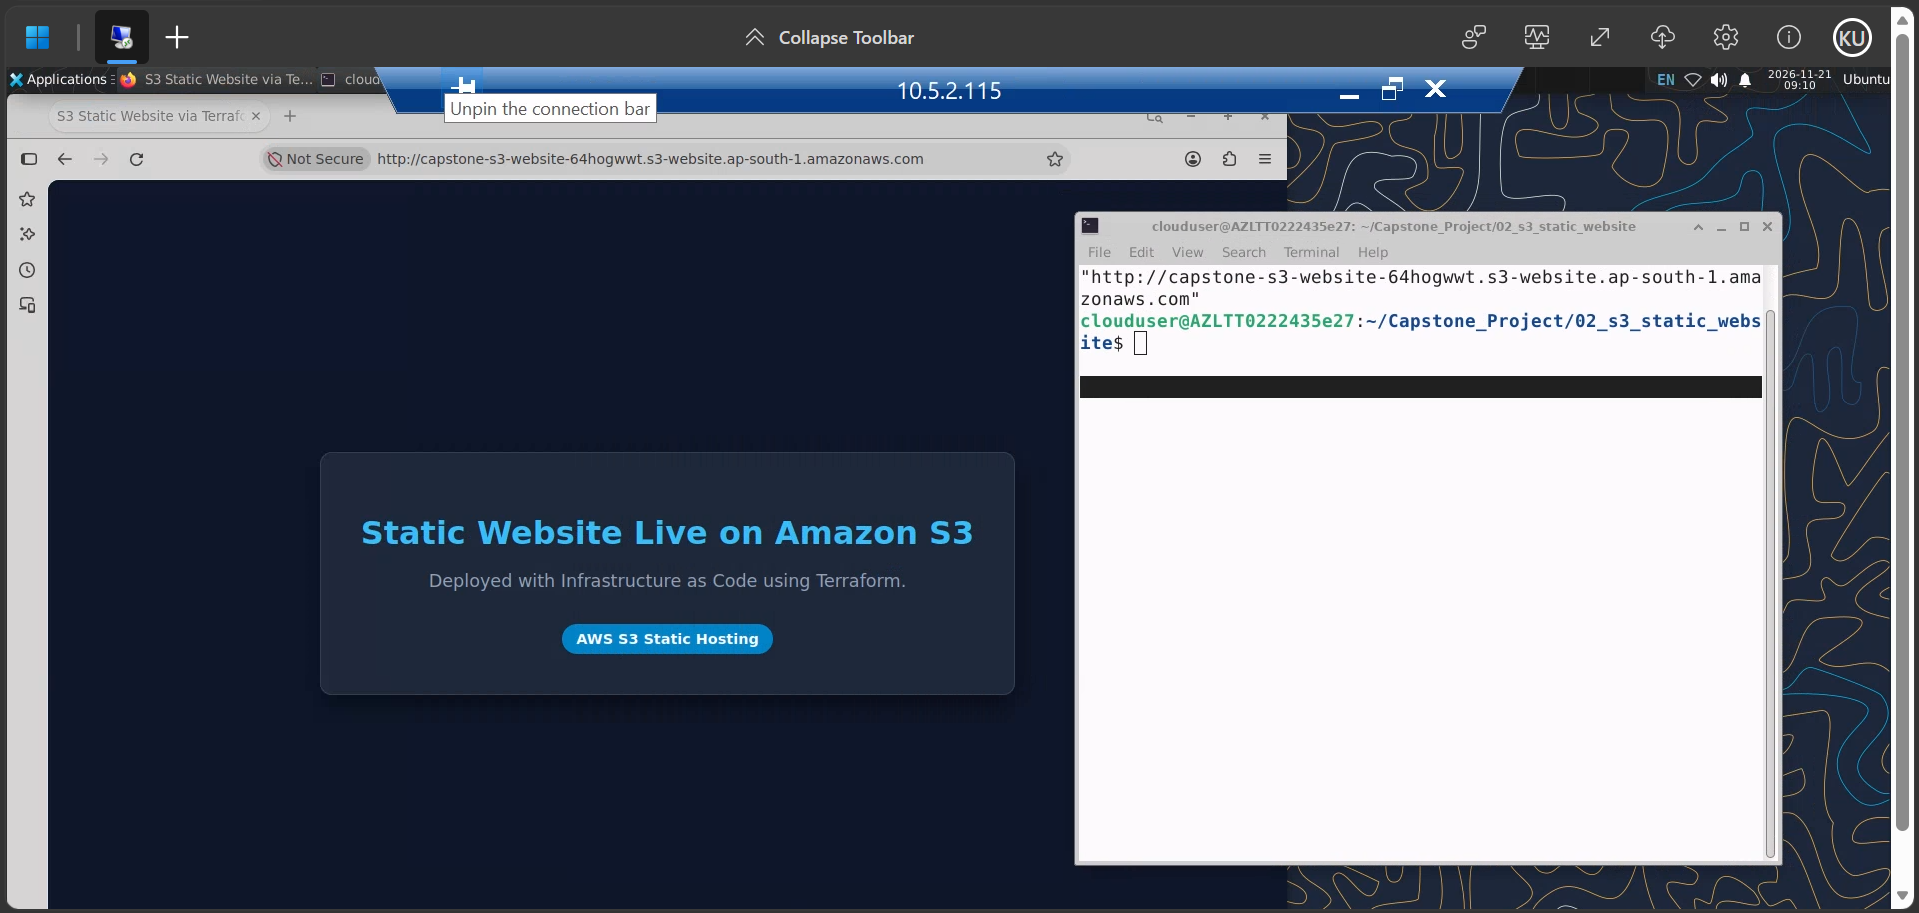 Collapse Toolbar
KU
Applications
S3 Static Website via Te...
cloud
10.5.2.115
EN
2026-11-21
09:10
Ubuntu
Unpin the connection bar
S3 Static Website via Terraf
Not Secure
http://capstone-s3-website-64hogwwt.s3-website.ap-south-1.amazonaws.com
clouduser@AZLTT0222435e27: ~/Capstone_Project/02_s3_static_website
File Edit View Search Terminal Help
"http://capstone-s3-website-64hogwwt.s3-website.ap-south-1.ama
zonaws.com"
clouduser@AZLTT0222435e27:~/Capstone_Project/02_s3_static_webs
ite$
Static Website Live on Amazon S3
Deployed with Infrastructure as Code using Terraform.
AWS S3 Static Hosting